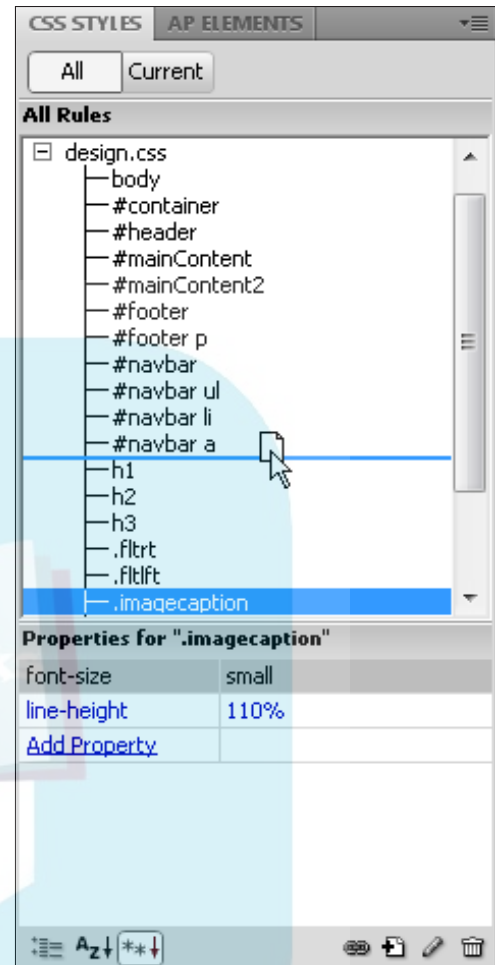 CSS STYLES AP ELEMENTS
All Current
All Rules
design.css
body
#container
#header
#mainContent
#mainContent2
#footer
#footer p
#navbar
#navbar ul
#navbar li
#navbar a
h1
h2
h3
.fltrt
.fltlft
.imagecaption
Properties for ".imagecaption"
font-size small
line-height 110%
Add Property
AZ↓ **↓